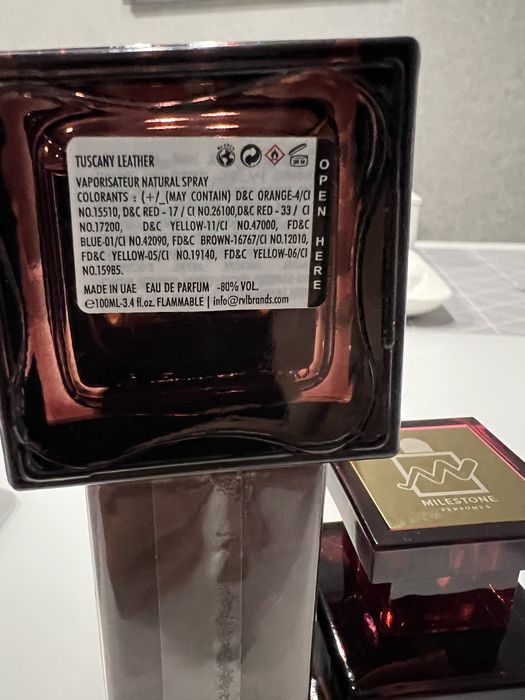 TUSCANY LEATHER
VAPORISATEUR NATURAL SPRAY
COLORANTS : (+/_(MAY CONTAIN) D&C ORANGE-4/CI
NO.15510, D&C RED - 17 / CI NO.26100,D&C RED - 33 / CI
NO.17200, D&C YELLOW-11/CI NO.47000, FD&C
BLUE-01/CI NO.42090, FD&C BROWN-16767/CI NO.12010,
FD&C YELLOW-05/CI NO.19140, FD&C YELLOW-06/CI
NO.15985.
MADE IN UAE EAU DE PARFUM -80% VOL.
℮100ML-3.4 fl.oz. FLAMMABLE | info@rvlbrands.com
OPEN HERE
MILESTONE
PERFUMES